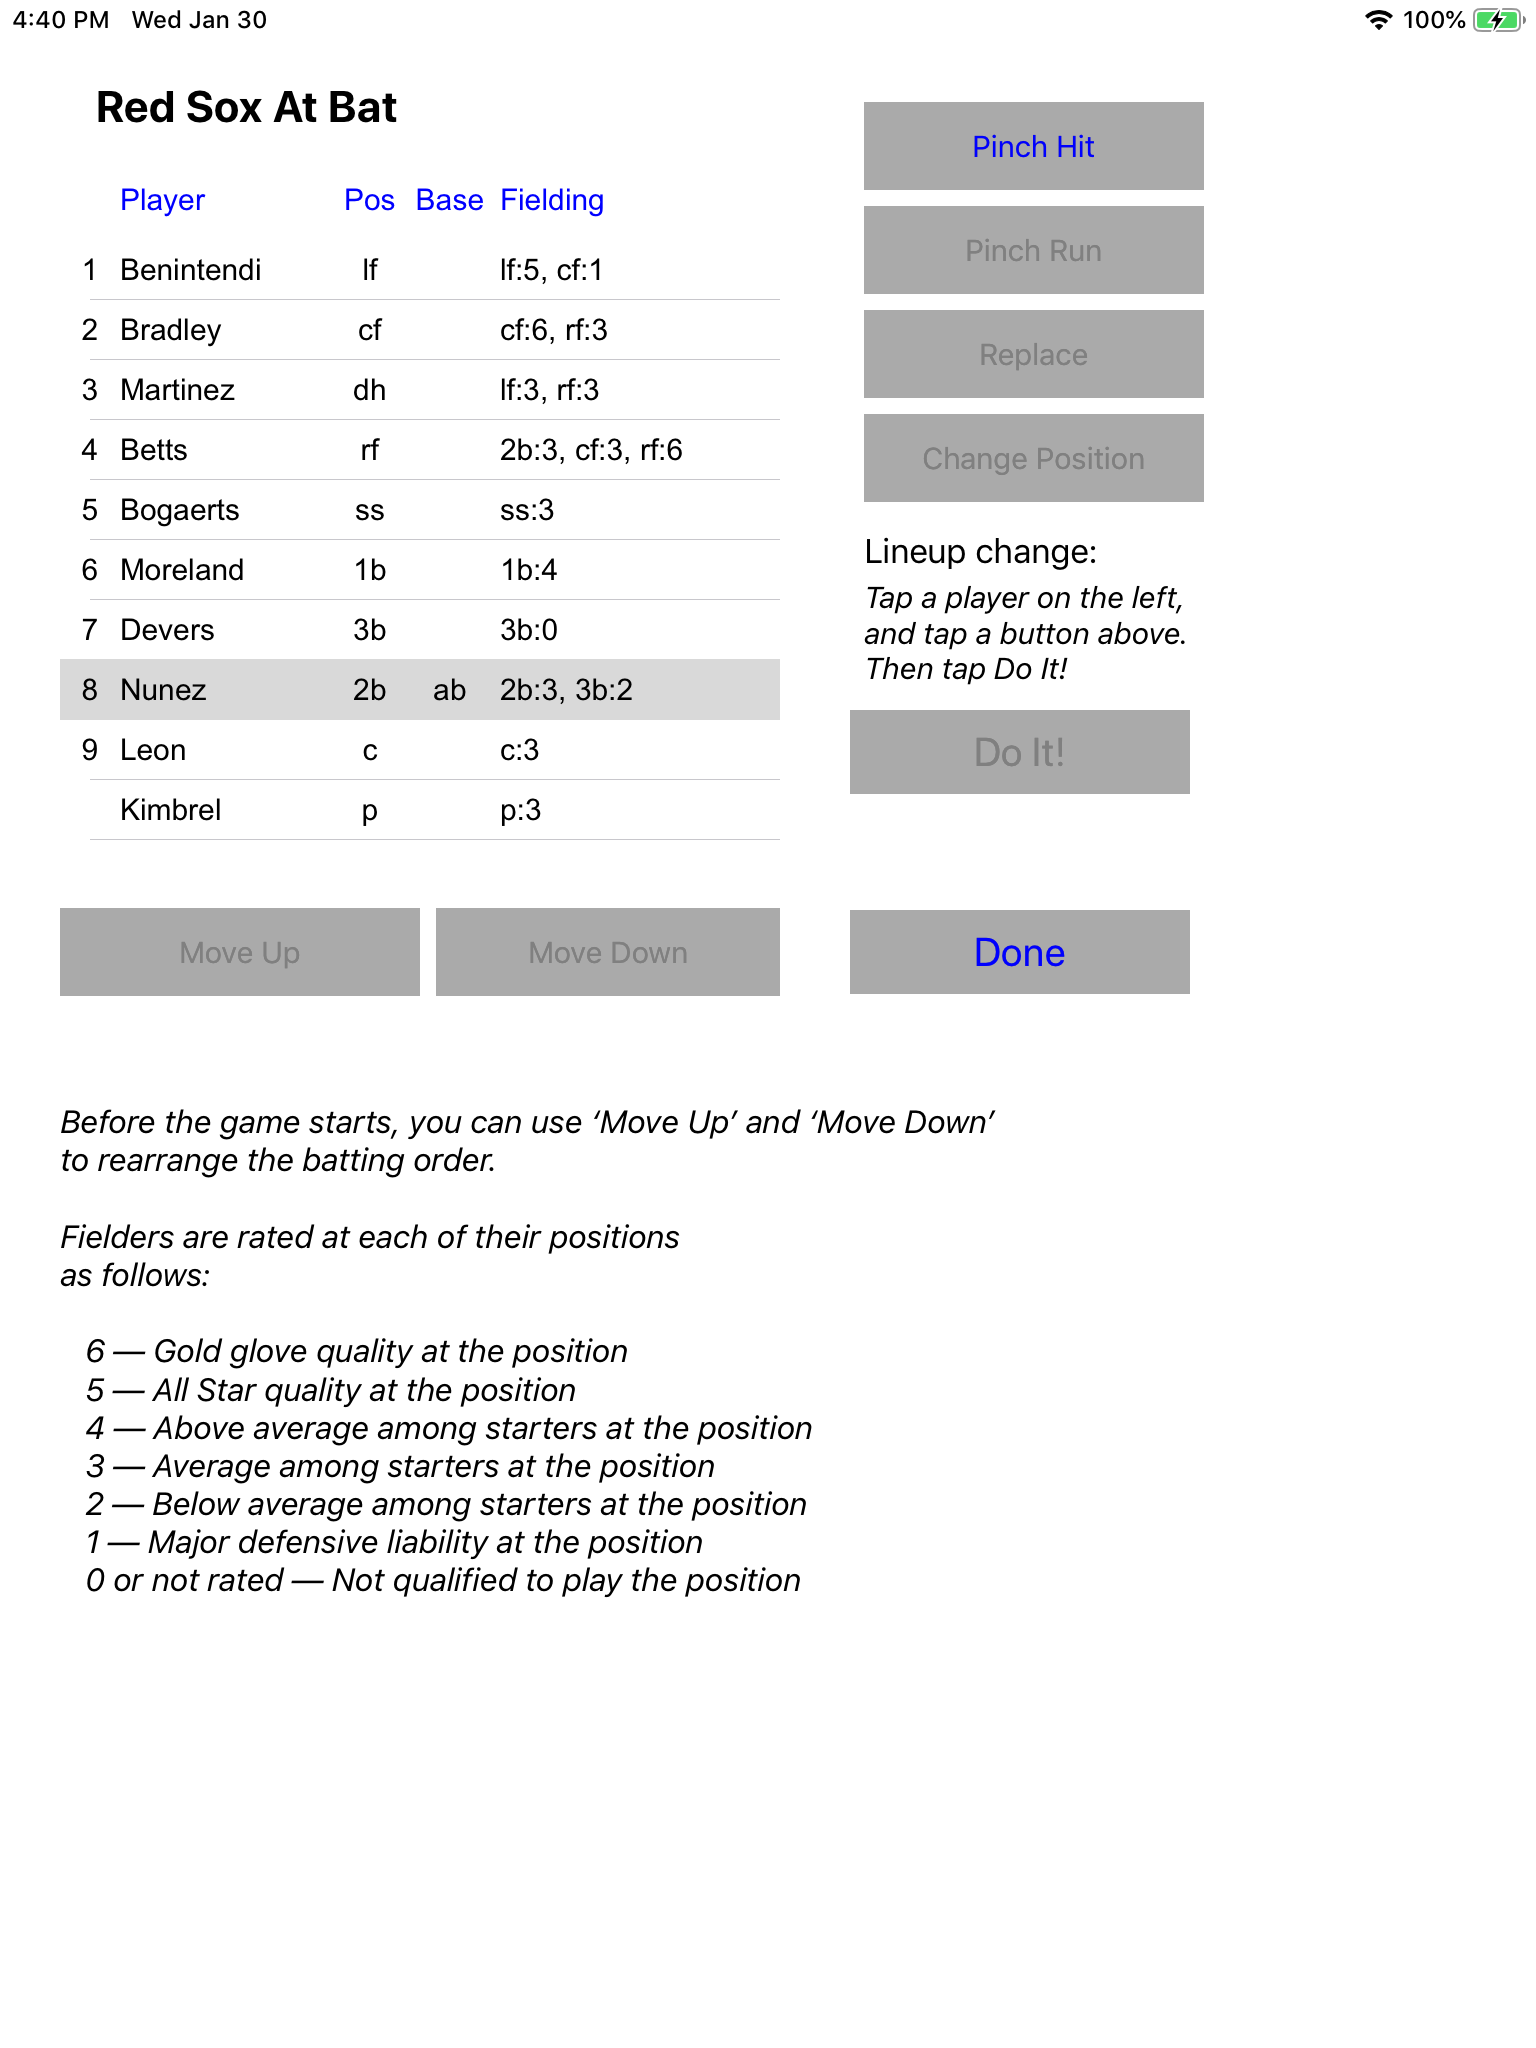 4:40 PM Wed Jan 30 100%
Red Sox At Bat
Player Pos Base Fielding
1 Benintendi lf lf:5, cf:1
2 Bradley cf cf:6, rf:3
3 Martinez dh lf:3, rf:3
4 Betts rf 2b:3, cf:3, rf:6
5 Bogaerts ss ss:3
6 Moreland 1b 1b:4
7 Devers 3b 3b:0
8 Nunez 2b ab 2b:3, 3b:2
9 Leon c c:3
Kimbrel p p:3
Move Up Move Down
Pinch Hit
Pinch Run
Replace
Change Position
Lineup change:
Tap a player on the left,
and tap a button above.
Then tap Do It!
Do It!
Done
Before the game starts, you can use ‘Move Up’ and ‘Move Down’
to rearrange the batting order.
Fielders are rated at each of their positions
as follows:
6 — Gold glove quality at the position
5 — All Star quality at the position
4 — Above average among starters at the position
3 — Average among starters at the position
2 — Below average among starters at the position
1 — Major defensive liability at the position
0 or not rated — Not qualified to play the position